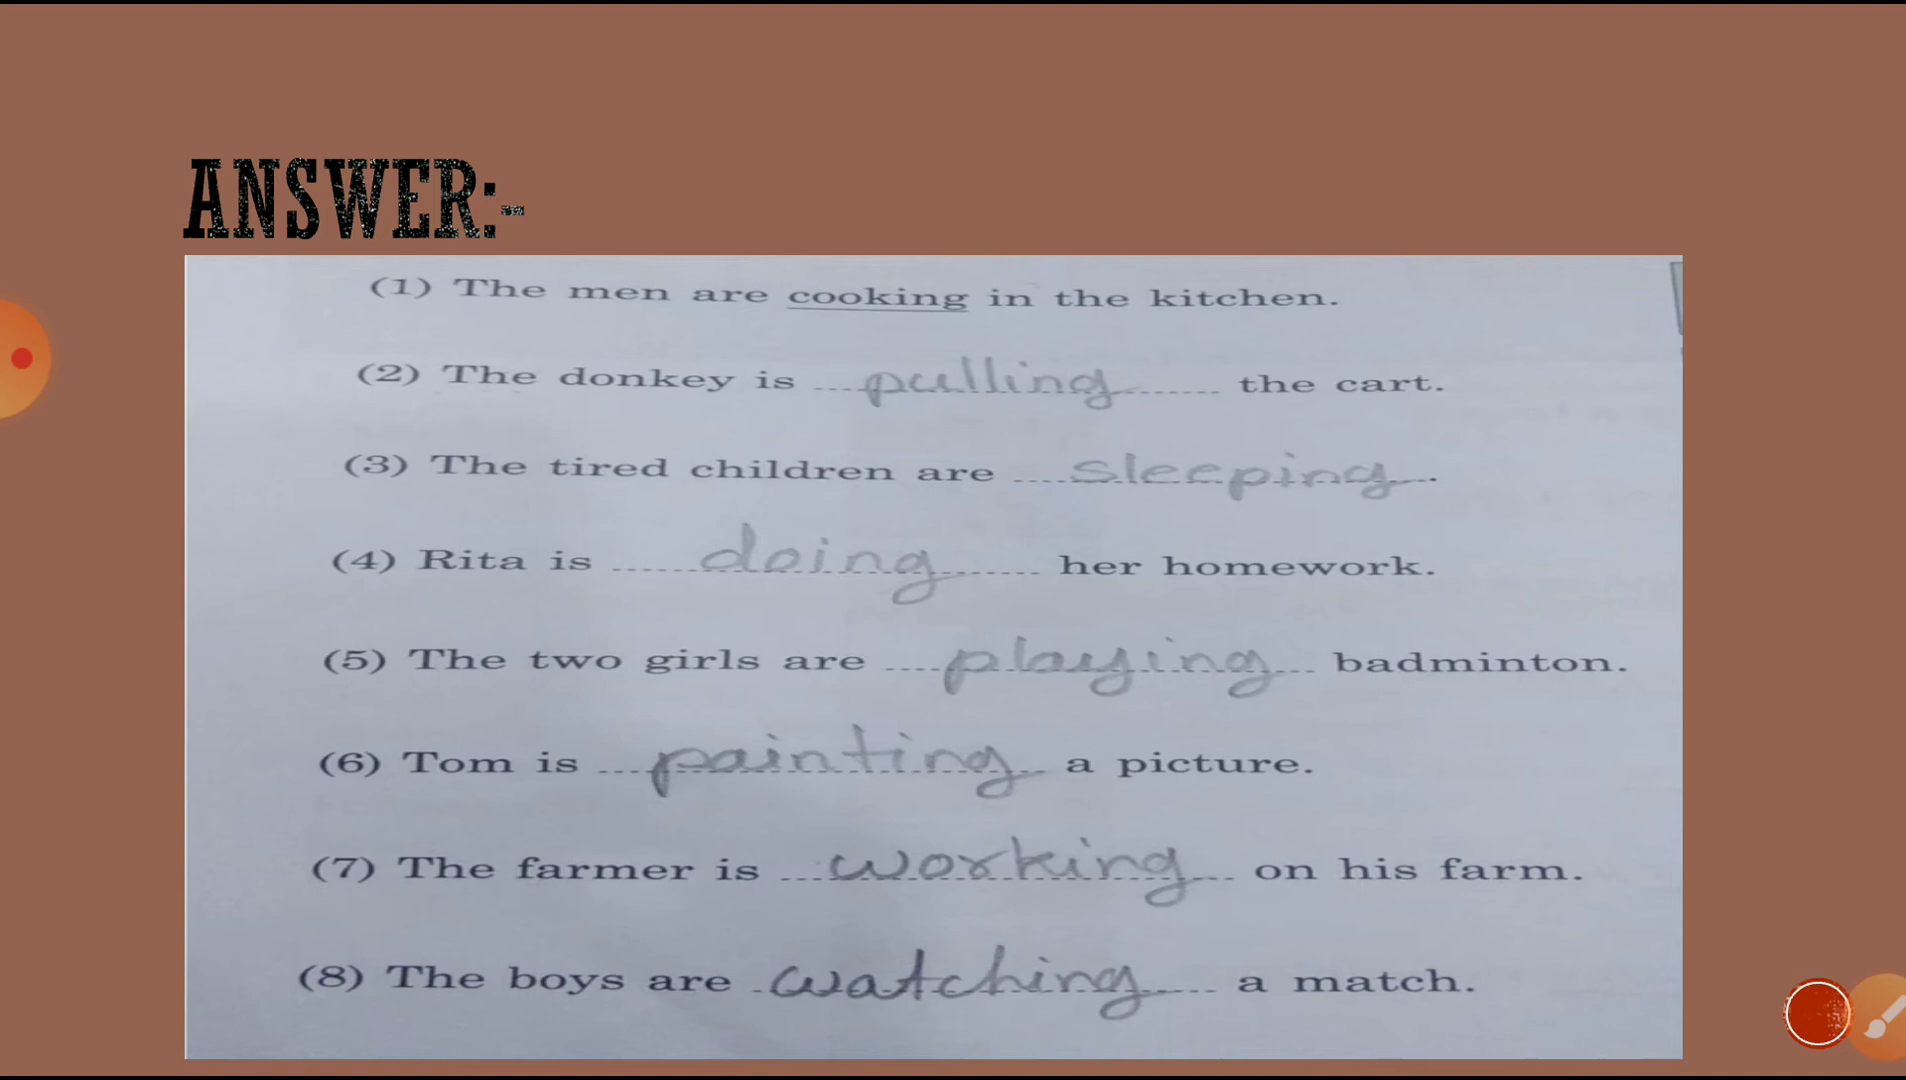 ANSWER:-
(1) The men are cooking in the kitchen.
(2) The donkey is pulling the cart.
(3) The tired children are sleeping.
(4) Rita is doing her homework.
(5) The two girls are playing badminton.
(6) Tom is painting a picture.
(7) The farmer is working on his farm.
(8) The boys are watching a match.